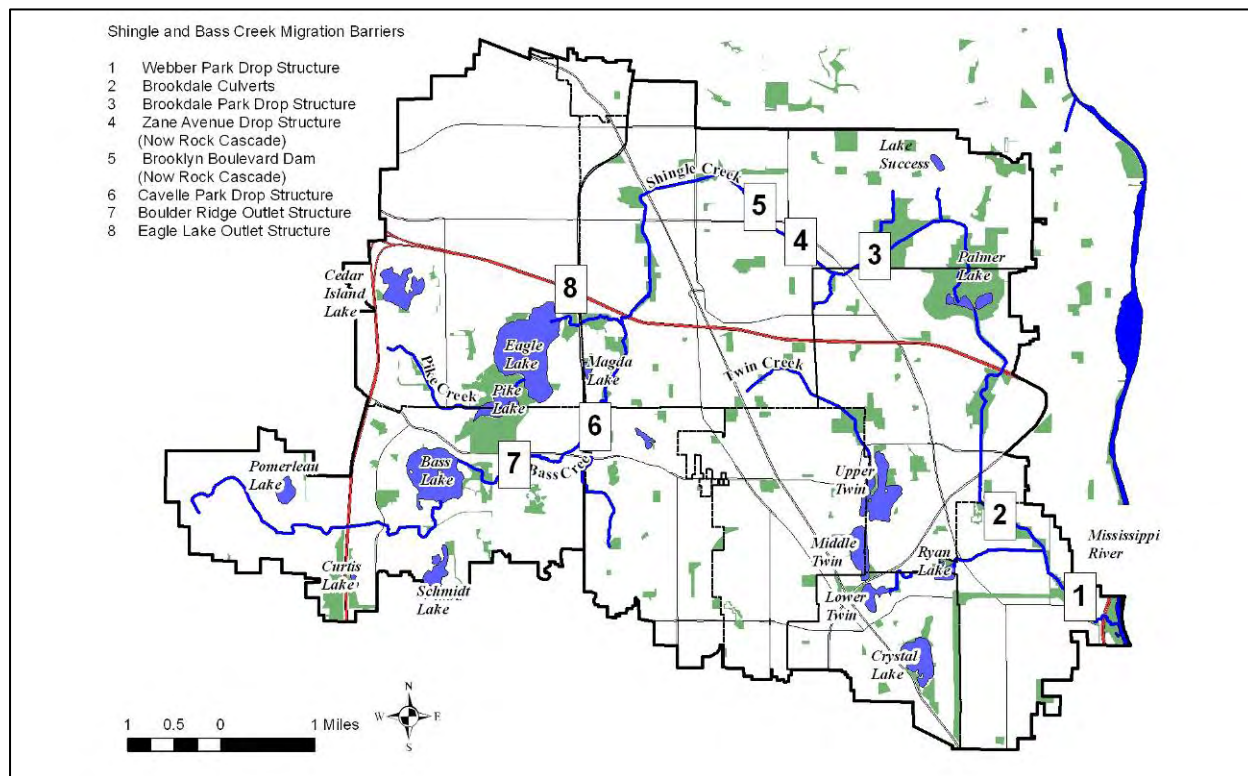 Shingle and Bass Creek Migration Barriers
1 Webber Park Drop Structure
2 Brookdale Culverts
3 Brookdale Park Drop Structure
4 Zane Avenue Drop Structure
(Now Rock Cascade)
5 Brooklyn Boulevard Dam
(Now Rock Cascade)
6 Cavelle Park Drop Structure
7 Boulder Ridge Outlet Structure
8 Eagle Lake Outlet Structure
Lake
Success
Shingle Creek
5
4
3
Palmer
Lake
Cedar
Island
Lake
8
Eagle
Lake
Magda
Lake
Pike Creek
Pike
Lake
Twin Creek
6
7
Bass Creek
Bass
Lake
Pomerleau
Lake
Upper
Twin
2
Middle
Twin
Ryan
Lake
Mississippi
River
1
Curtis
Lake
Schmidt
Lake
Lower
Twin
Crystal
Lake
N
W E
S
1 0.5 0 1 Miles